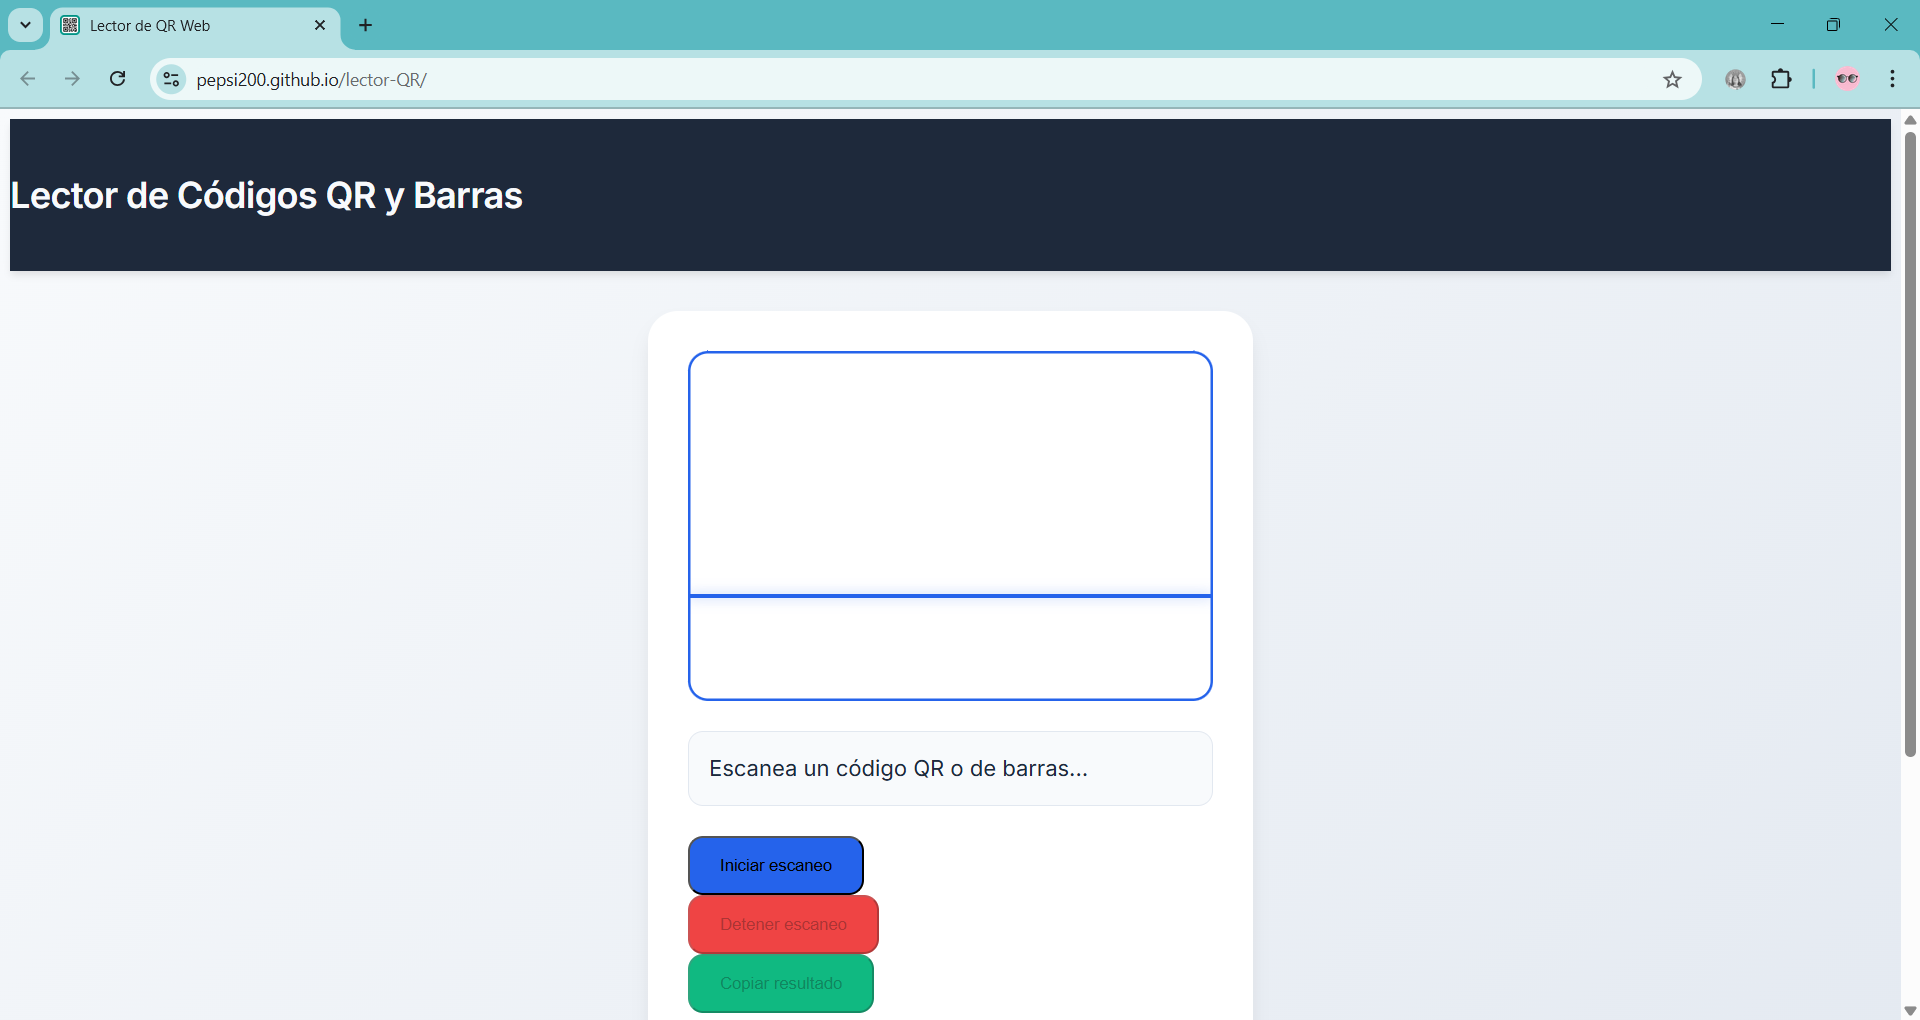 Lector de QR Web
pepsi200.github.io/lector-QR/
Lector de Códigos QR y Barras
Escanea un código QR o de barras...
Iniciar escaneo
Detener escaneo
Copiar resultado